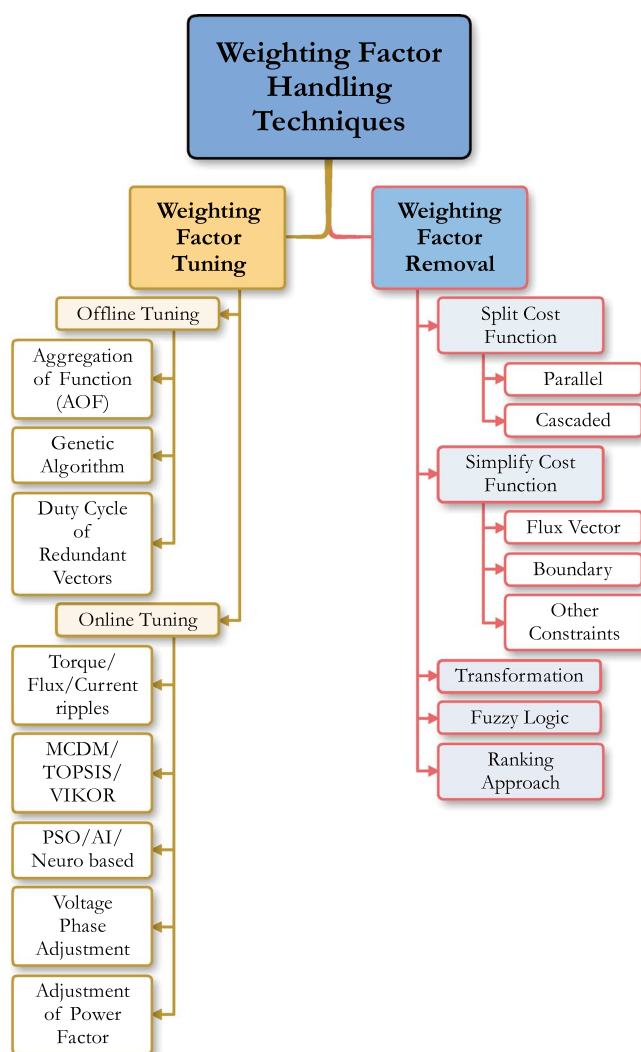 Weighting Factor
Handling
Techniques
Weighting
Factor
Tuning
Offline Tuning
Aggregation
of Function
(AOF)
Genetic
Algorithm
Duty Cycle
of
Redundant
Vectors
Online Tuning
Torque/
Flux/Current
ripples
MCDM/
TOPSIS/
VIKOR
PSO/AI/
Neuro based
Voltage
Phase
Adjustment
Adjustment
of Power
Factor
Weighting
Factor
Removal
Split Cost
Function
Parallel
Cascaded
Simplify Cost
Function
Flux Vector
Boundary
Other
Constraints
Transformation
Fuzzy Logic
Ranking
Approach